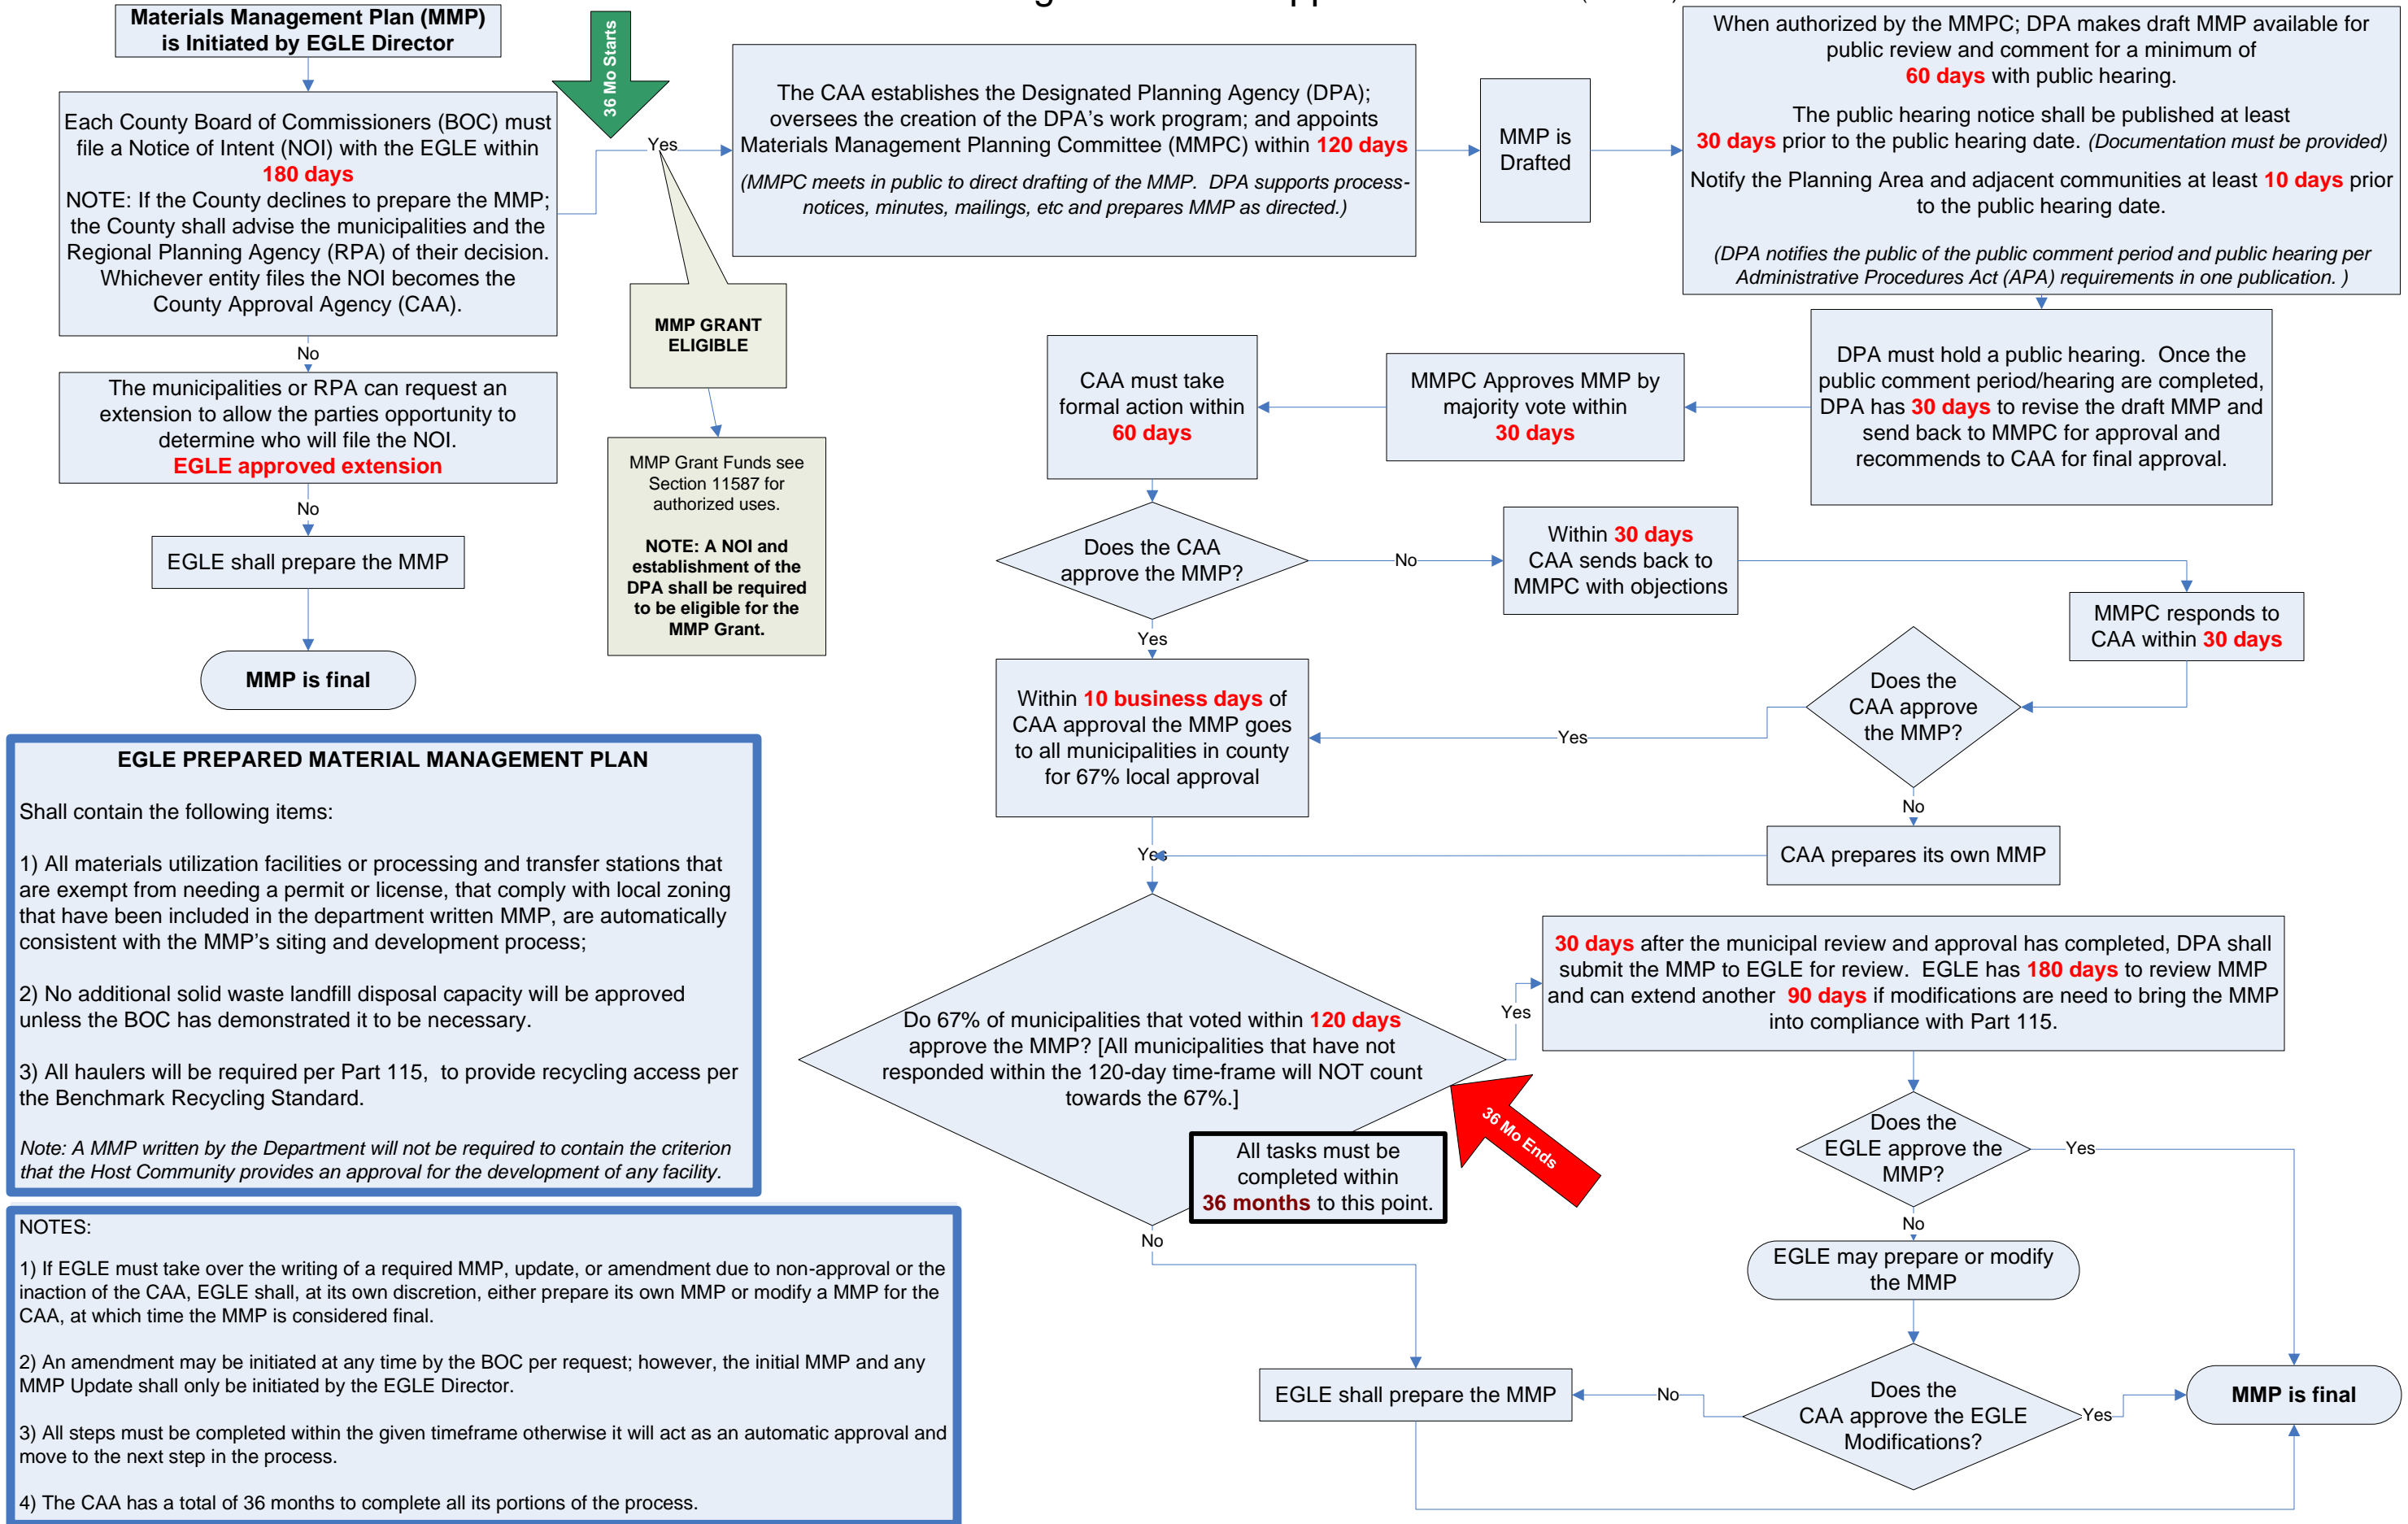 Materials Management Plan (MMP)
is Initiated by EGLE Director
Each County Board of Commissioners (BOC) must
file a Notice of Intent (NOI) with the EGLE within
180 days
NOTE: If the County declines to prepare the MMP;
the County shall advise the municipalities and the
Regional Planning Agency (RPA) of their decision.
Whichever entity files the NOI becomes the
County Approval Agency (CAA).
No
The municipalities or RPA can request an
extension to allow the parties opportunity to
determine who will file the NOI.
EGLE approved extension
No
EGLE shall prepare the MMP
MMP is final
36 Mo Starts
Yes
MMP GRANT
ELIGIBLE
MMP Grant Funds see
Section 11587 for
authorized uses.
NOTE: A NOI and
establishment of the
DPA shall be required
to be eligible for the
MMP Grant.
The CAA establishes the Designated Planning Agency (DPA);
oversees the creation of the DPA's work program; and appoints
Materials Management Planning Committee (MMPC) within 120 days
(MMPC meets in public to direct drafting of the MMP. DPA supports process-
notices, minutes, mailings, etc and prepares MMP as directed.)
MMP is
Drafted
When authorized by the MMPC; DPA makes draft MMP available for
public review and comment for a minimum of
60 days with public hearing.
The public hearing notice shall be published at least
30 days prior to the public hearing date. (Documentation must be provided)
Notify the Planning Area and adjacent communities at least 10 days prior
to the public hearing date.
(DPA notifies the public of the public comment period and public hearing per
Administrative Procedures Act (APA) requirements in one publication. )
DPA must hold a public hearing. Once the
public comment period/hearing are completed,
DPA has 30 days to revise the draft MMP and
send back to MMPC for approval and
recommends to CAA for final approval.
MMPC Approves MMP by
majority vote within
30 days
CAA must take
formal action within
60 days
Does the CAA
approve the MMP?
No
Within 30 days
CAA sends back to
MMPC with objections
MMPC responds to
CAA within 30 days
Does the
CAA approve
the MMP?
Yes
Yes
No
Within 10 business days of
CAA approval the MMP goes
to all municipalities in county
for 67% local approval
CAA prepares its own MMP
Yes
Do 67% of municipalities that voted within 120 days
approve the MMP? [All municipalities that have not
responded within the 120-day time-frame will NOT count
towards the 67%.]
Yes
All tasks must be
completed within
36 months to this point.
36 Mo Ends
No
30 days after the municipal review and approval has completed, DPA shall
submit the MMP to EGLE for review. EGLE has 180 days to review MMP
and can extend another 90 days if modifications are need to bring the MMP
into compliance with Part 115.
Does the
EGLE approve the
MMP?
Yes
No
EGLE may prepare or modify
the MMP
Does the
CAA approve the EGLE
Modifications?
No
Yes
EGLE shall prepare the MMP
MMP is final
EGLE PREPARED MATERIAL MANAGEMENT PLAN
Shall contain the following items:
1) All materials utilization facilities or processing and transfer stations that
are exempt from needing a permit or license, that comply with local zoning
that have been included in the department written MMP, are automatically
consistent with the MMP's siting and development process;
2) No additional solid waste landfill disposal capacity will be approved
unless the BOC has demonstrated it to be necessary.
3) All haulers will be required per Part 115, to provide recycling access per
the Benchmark Recycling Standard.
Note: A MMP written by the Department will not be required to contain the criterion
that the Host Community provides an approval for the development of any facility.
NOTES:
1) If EGLE must take over the writing of a required MMP, update, or amendment due to non-approval or the
inaction of the CAA, EGLE shall, at its own discretion, either prepare its own MMP or modify a MMP for the
CAA, at which time the MMP is considered final.
2) An amendment may be initiated at any time by the BOC per request; however, the initial MMP and any
MMP Update shall only be initiated by the EGLE Director.
3) All steps must be completed within the given timeframe otherwise it will act as an automatic approval and
move to the next step in the process.
4) The CAA has a total of 36 months to complete all its portions of the process.